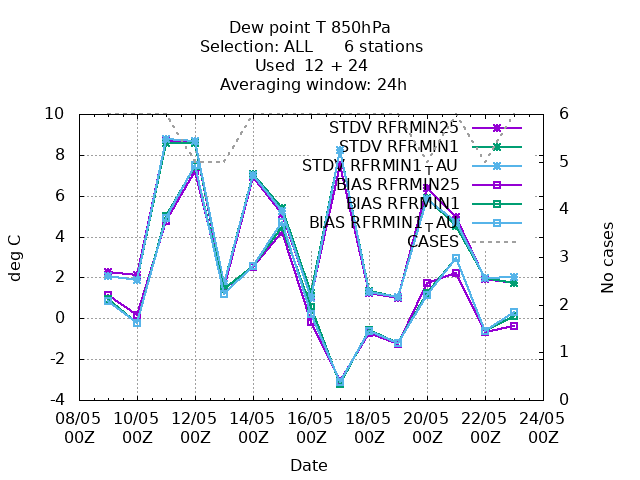 Dew point T 850hPa
Selection: ALL      6 stations
Used  12 + 24
Averaging window: 24h
10
8
6
4
2
0
-2
-4
deg C
6
5
4
3
2
1
0
No cases
STDV RFRMIN25
STDV RFRMIN1
STDV RFRMIN1_AU
BIAS RFRMIN25
BIAS RFRMIN1
BIAS RFRMIN1_AU
CASES
08/05 10/05 12/05 14/05 16/05 18/05 20/05 22/05 24/05
00Z 00Z 00Z 00Z 00Z 00Z 00Z 00Z 00Z
Date